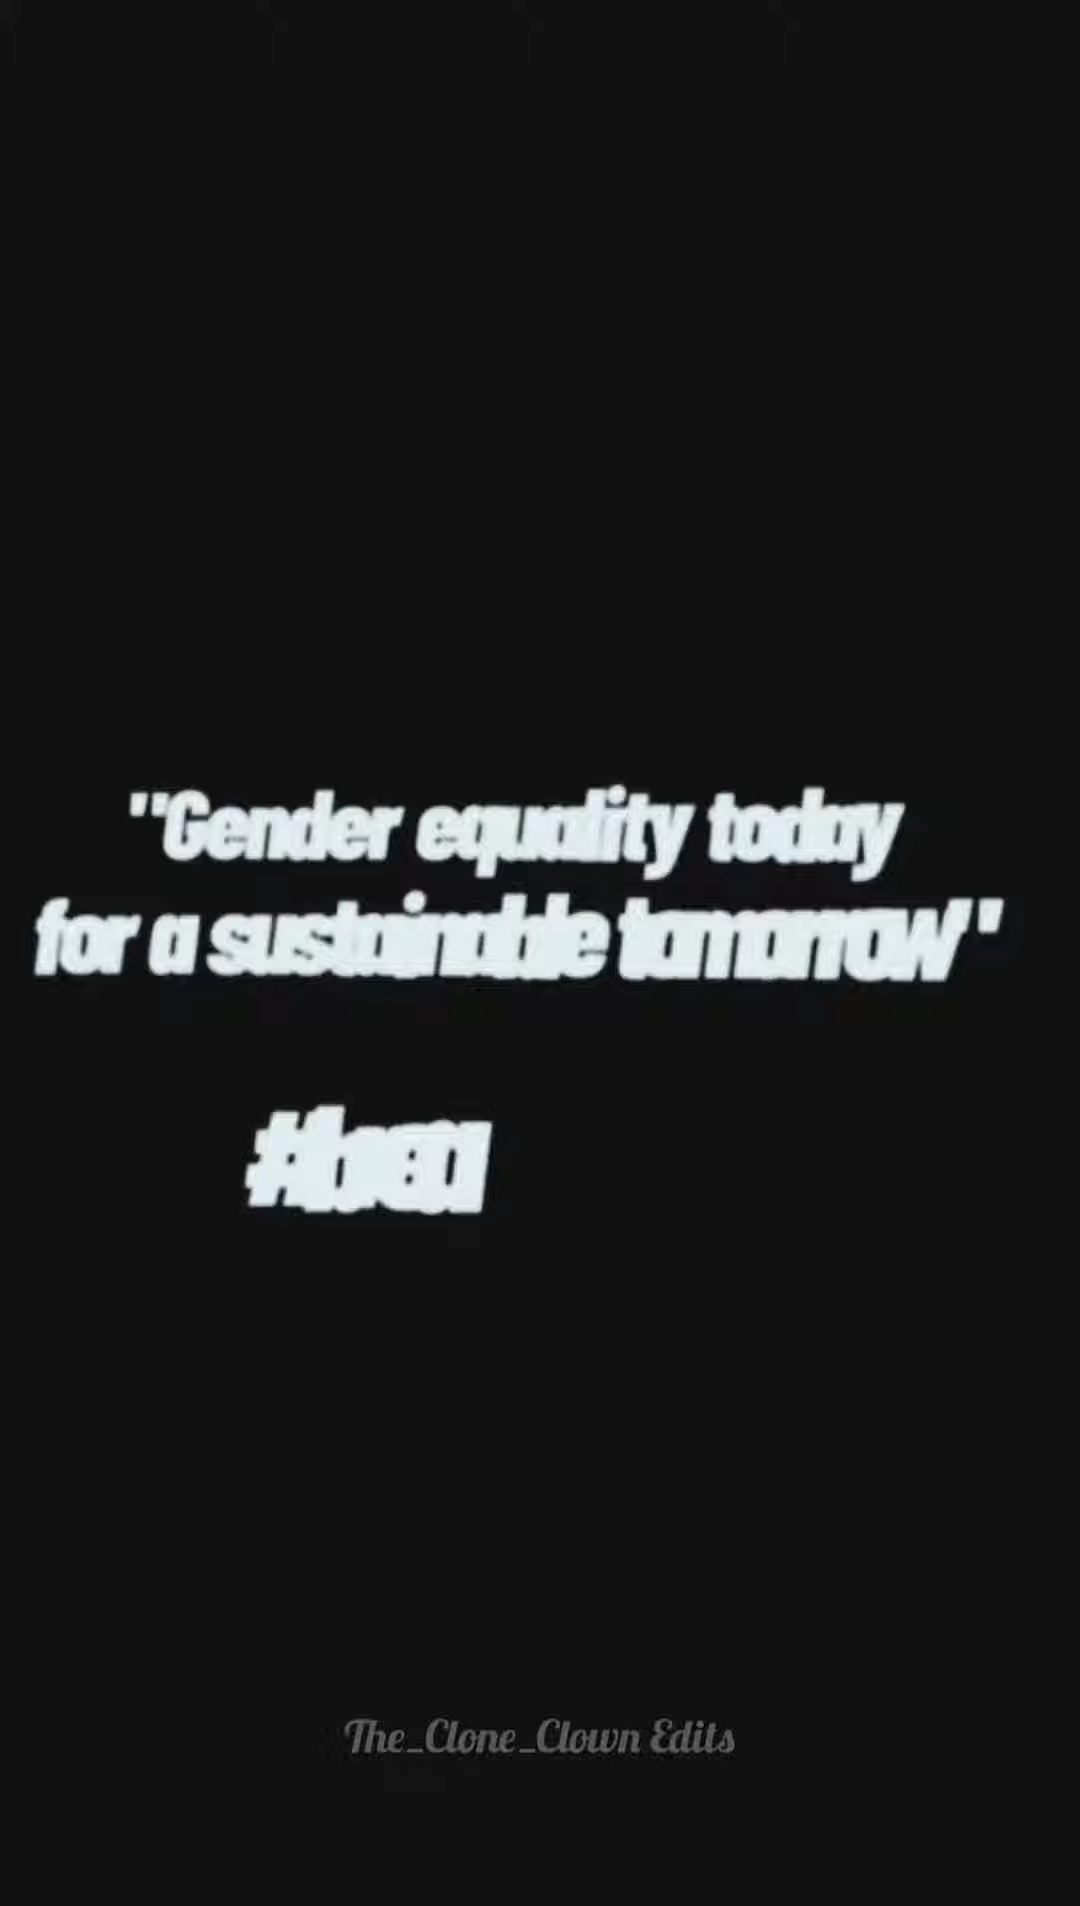 "Gender equality today
for a sustainable tomorrow"
The_Clone_Clown Edits